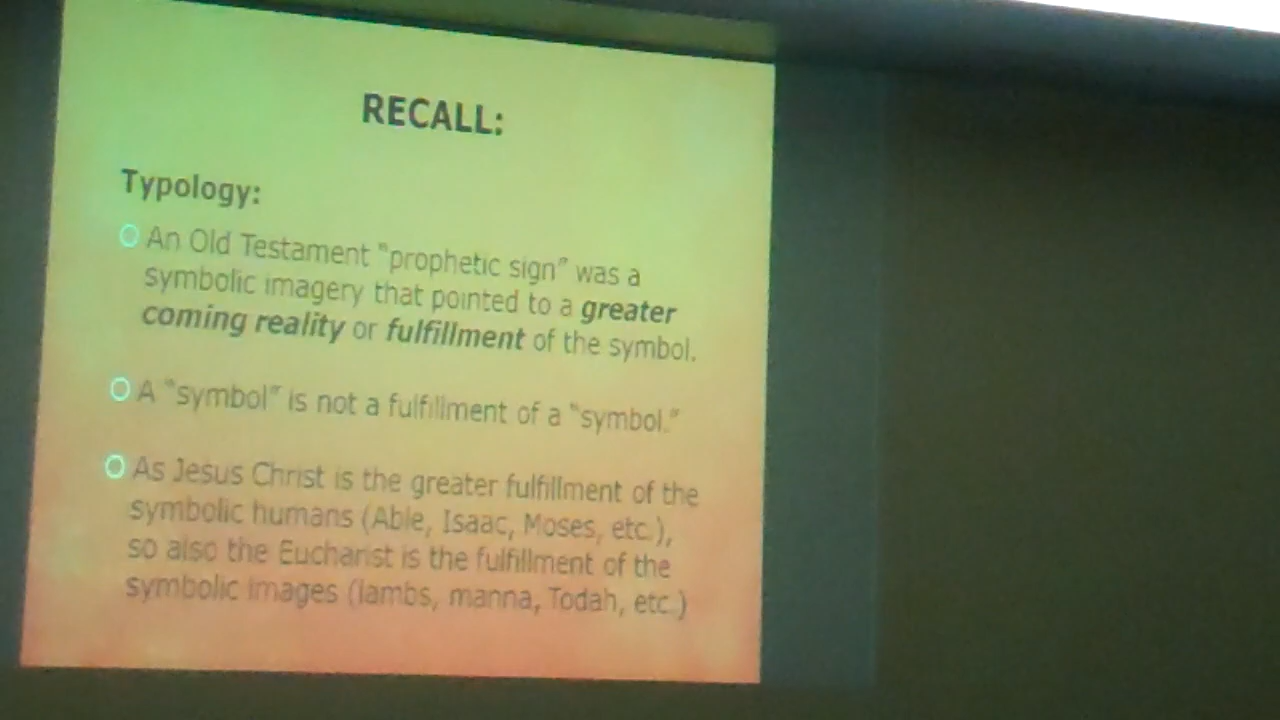 RECALL:
Typology:
An Old Testament "prophetic sign" was a
symbolic imagery that pointed to a greater
coming reality or fulfillment of the symbol.
A "symbol" is not a fulfillment of a "symbol."
As Jesus Christ is the greater fulfillment of the
symbolic humans (Able, Isaac, Moses, etc.),
so also the Eucharist is the fulfillment of the
symbolic images (lambs, manna, Todah, etc.)